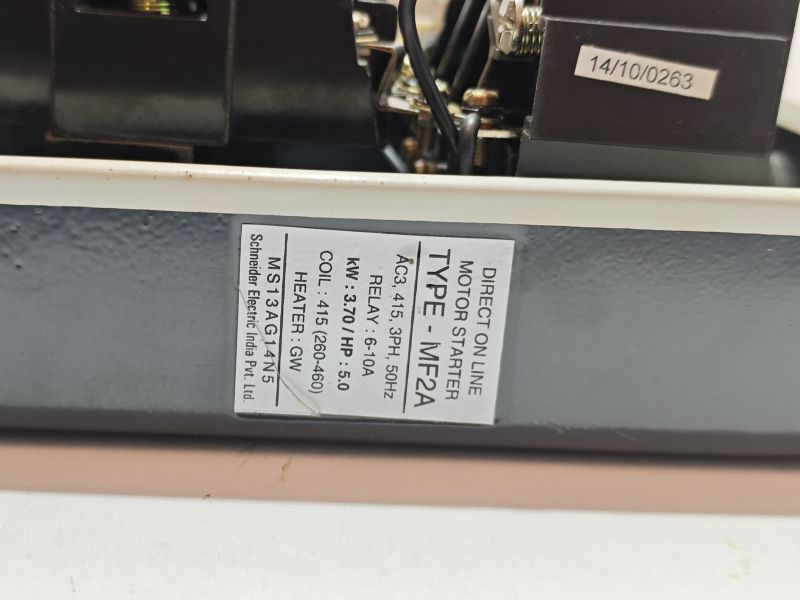 14/10/0263
DIRECT ON LINE
MOTOR STARTER
TYPE - MF2A
AC3, 415, 3PH, 50Hz
RELAY : 6-10A
kW : 3.70 / HP : 5.0
COIL : 415 (260-460)
HEATER : GW
MS13AG14N5
Schneider Electric India Pvt. Ltd.